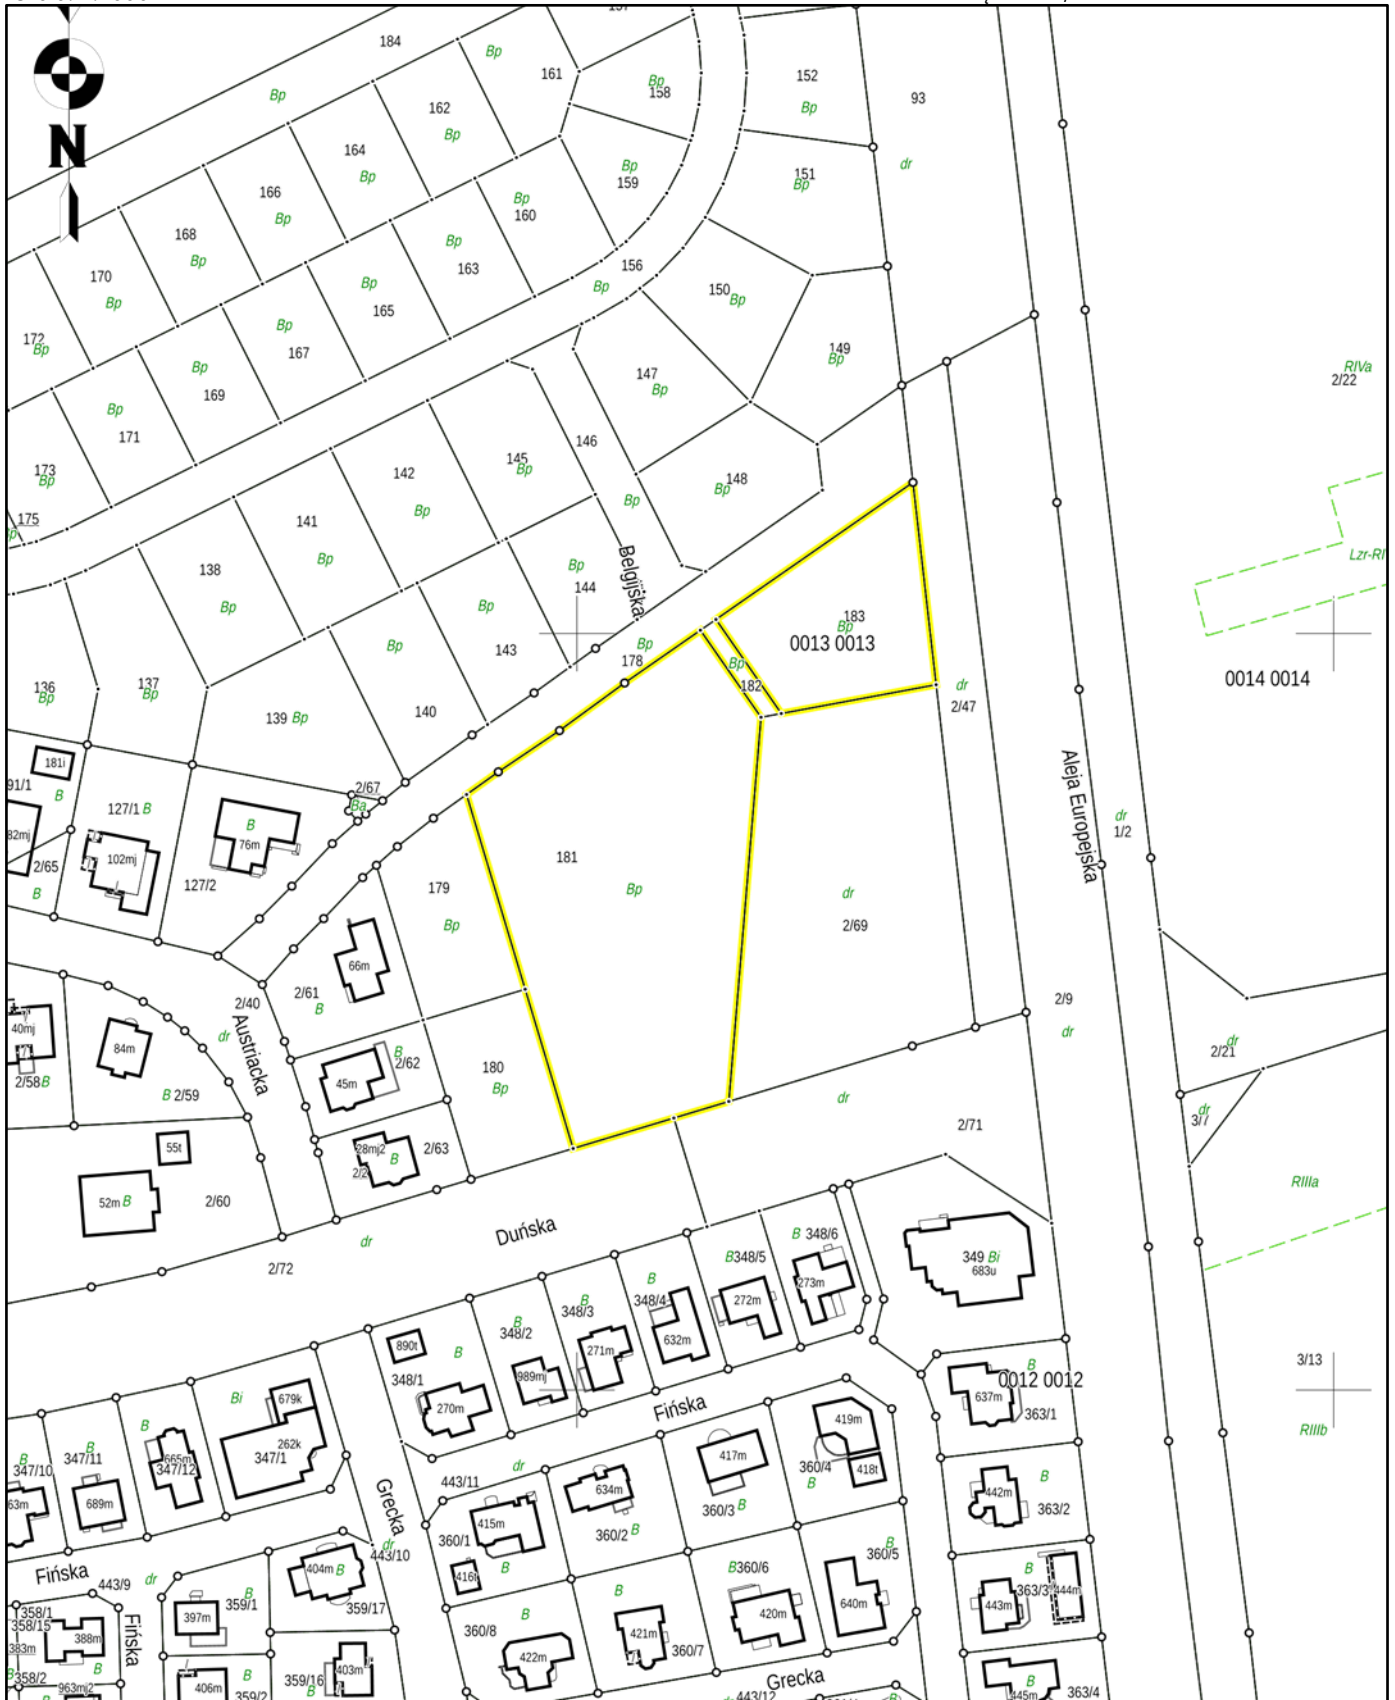 184
Bp
Bp
161
Bp
158
152
Bp
93
162
Bp
dr
164
Bp
Bp
159
151
Bp
166
Bp
Bp
160
168
Bp
Bp
163
156
Bp
170
Bp
Bp
165
150
Bp
172
Bp
Bp
167
149
Bp
RIVa
2/22
Bp
169
147
Bp
Bp
171
146
173
Bp
142
Bp
145
Bp
Bp
148
Bp
175
141
Bp
Lzr-RI
138
Bp
Bp
144
Belgijska
Bp
143
183
Bp
0013 0013
Bp
140
Bp
178
Bp
182
0014 0014
136
Bp
137
Bp
139 Bp
dr
2/47
181i
B
91/1
127/1 B
2/67
Ba
Aleja Europejska
dr
1/2
82mj
102mj
B
76m
2/65
B
127/2
181
Bp
179
Bp
dr
2/69
66m
2/61
B
2/40
dr
Austriacka
2/9
dr
40mj
84m
2/58 B
B 2/59
45m
B
2/62
180
Bp
dr
2/21
dr
3/7
dr
2/71
55t
28mj2
B
2/63
52m B
2/60
RIIIa
dr
Duńska
2/72
B 348/5
B 348/6
349 Bi
683u
B
348/4
272m
273m
B
348/3
B
348/2
632m
271m
890t
B
348/1
989mj
270m
3/13
B
0012 0012
637m
363/1
RIIIb
Bi
679k
262k
347/1
B
665m
347/12
B
347/11
689m
B
347/10
63m
Fińska
419m
417m
360/4
B
418t
dr
443/11
634m
360/3 B
360/2 B
415m
360/1
B
416t
Grecka
dr
443/10
B
442m
363/2
B
360/5
B 360/6
640m
420m
B
363/3
443m
444m
Fińska
dr
443/9
404m B
359/17
B
359/1
397m
358/1
358/15
383m
388m
B
358/2
963mj2
Fińska
B
406m
359/2
359/16
B
403m
B
360/8
422m
B
421m
360/7
Grecka
443/12
B
445m
363/4